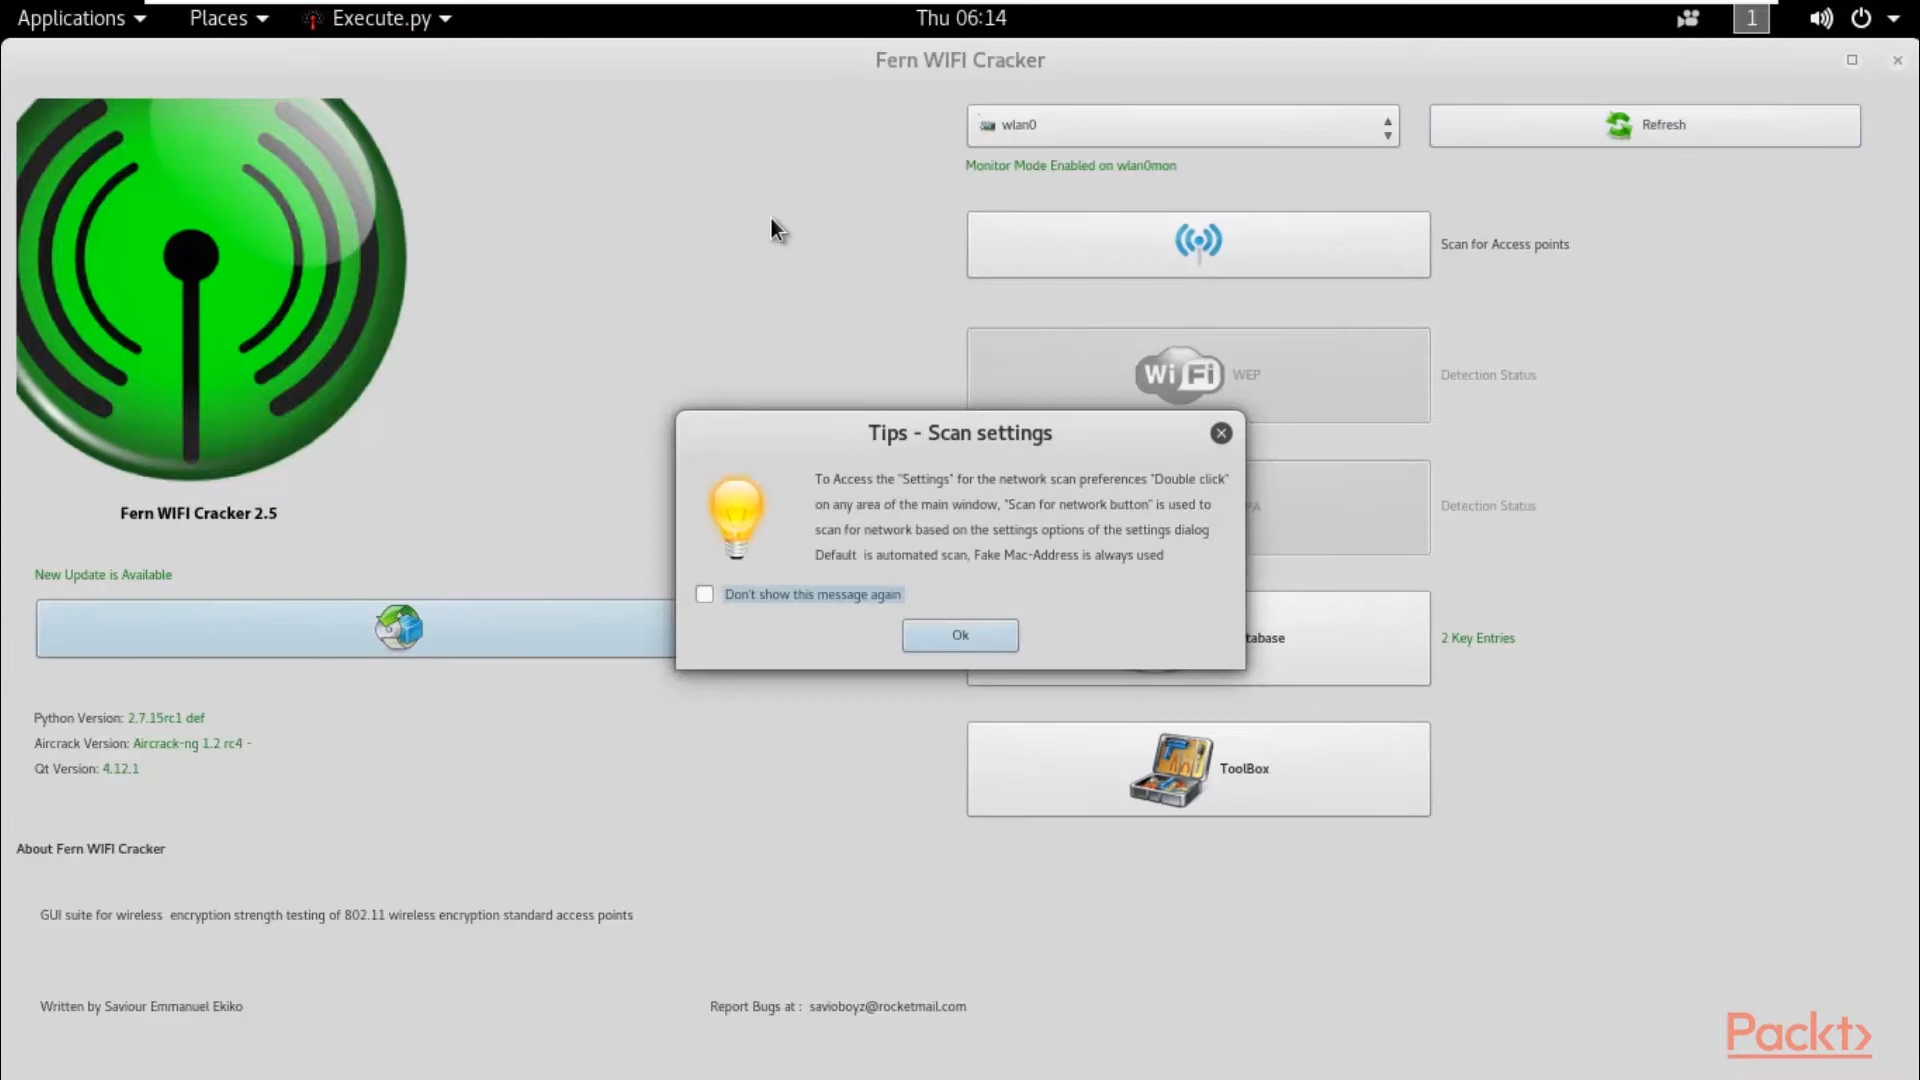 Applications Places Execute.py Thu 06:14 1
Fern WIFI Cracker
wlan0 Refresh
Monitor Mode Enabled on wlan0mon
Scan for Access points
WiFi WEP Detection Status
Tips - Scan settings
To Access the "Settings" for the network scan preferences "Double click"
on any area of the main window, "Scan for network button" is used to
scan for network based on the settings options of the settings dialog
Default is automated scan, Fake Mac-Address is always used
Don't show this message again
Ok
PA Detection Status
Fern WIFI Cracker 2.5
New Update is Available
tabase 2 Key Entries
Python Version: 2.7.15rc1 def
Aircrack Version: Aircrack-ng 1.2 rc4 -
Qt Version: 4.12.1
ToolBox
About Fern WIFI Cracker
GUI suite for wireless encryption strength testing of 802.11 wireless encryption standard access points
Written by Saviour Emmanuel Ekiko
Report Bugs at : savioboyz@rocketmail.com
Packt>